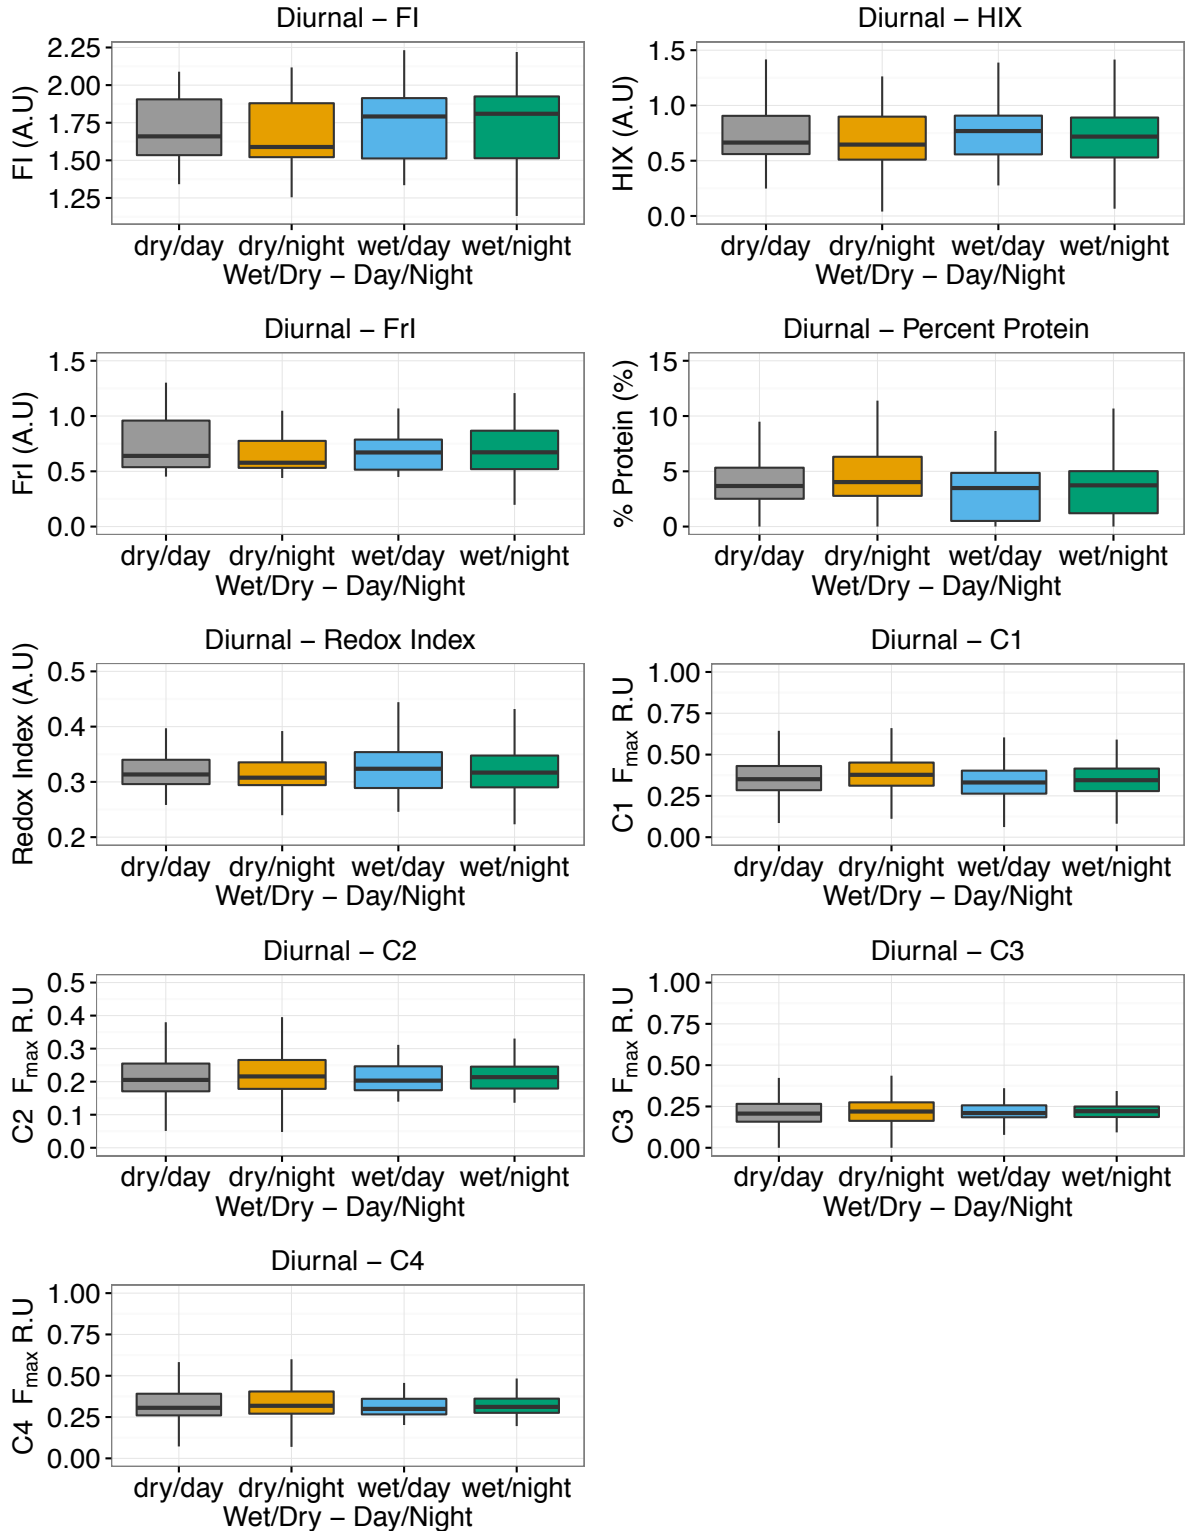 Diurnal – FI
FI (A.U)
2.25
2.00
1.75
1.50
1.25
dry/day dry/night wet/day wet/night
Wet/Dry – Day/Night
Diurnal – HIX
HIX (A.U)
1.5
1.0
0.5
0.0
dry/day dry/night wet/day wet/night
Wet/Dry – Day/Night
Diurnal – FrI
FrI (A.U)
1.5
1.0
0.5
0.0
dry/day dry/night wet/day wet/night
Wet/Dry – Day/Night
Diurnal – Percent Protein
% Protein (%)
15
10
5
0
dry/day dry/night wet/day wet/night
Wet/Dry – Day/Night
Diurnal – Redox Index
Redox Index (A.U)
0.5
0.4
0.3
0.2
dry/day dry/night wet/day wet/night
Wet/Dry – Day/Night
Diurnal – C1
C1 Fmax R.U
1.00
0.75
0.50
0.25
0.00
dry/day dry/night wet/day wet/night
Wet/Dry – Day/Night
Diurnal – C2
C2 Fmax R.U
0.5
0.4
0.3
0.2
0.1
0.0
dry/day dry/night wet/day wet/night
Wet/Dry – Day/Night
Diurnal – C3
C3 Fmax R.U
1.00
0.75
0.50
0.25
0.00
dry/day dry/night wet/day wet/night
Wet/Dry – Day/Night
Diurnal – C4
C4 Fmax R.U
1.00
0.75
0.50
0.25
0.00
dry/day dry/night wet/day wet/night
Wet/Dry – Day/Night